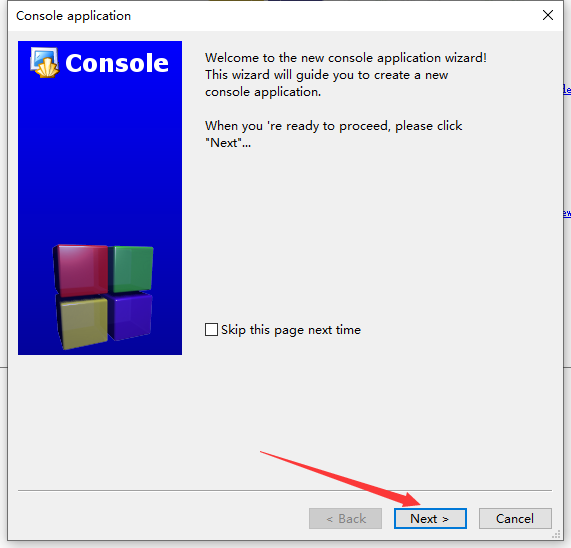 Console application
Console
Welcome to the new console application wizard!
This wizard will guide you to create a new
console application.
When you 're ready to proceed, please click
"Next"...
Skip this page next time
< Back
Next >
Cancel